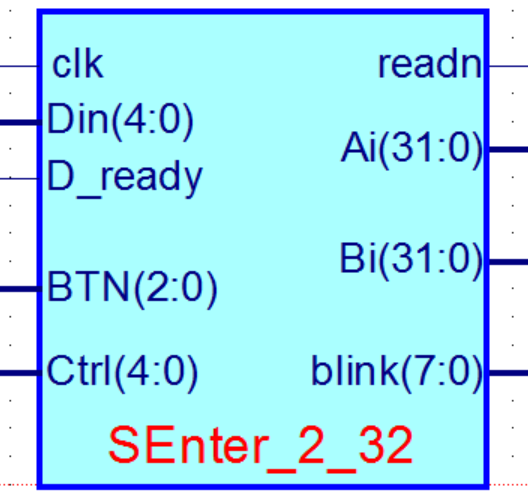 clk
readn
Din(4:0)
Ai(31:0)
D_ready
Bi(31:0)
BTN(2:0)
Ctrl(4:0)
blink(7:0)
SEnter_2_32